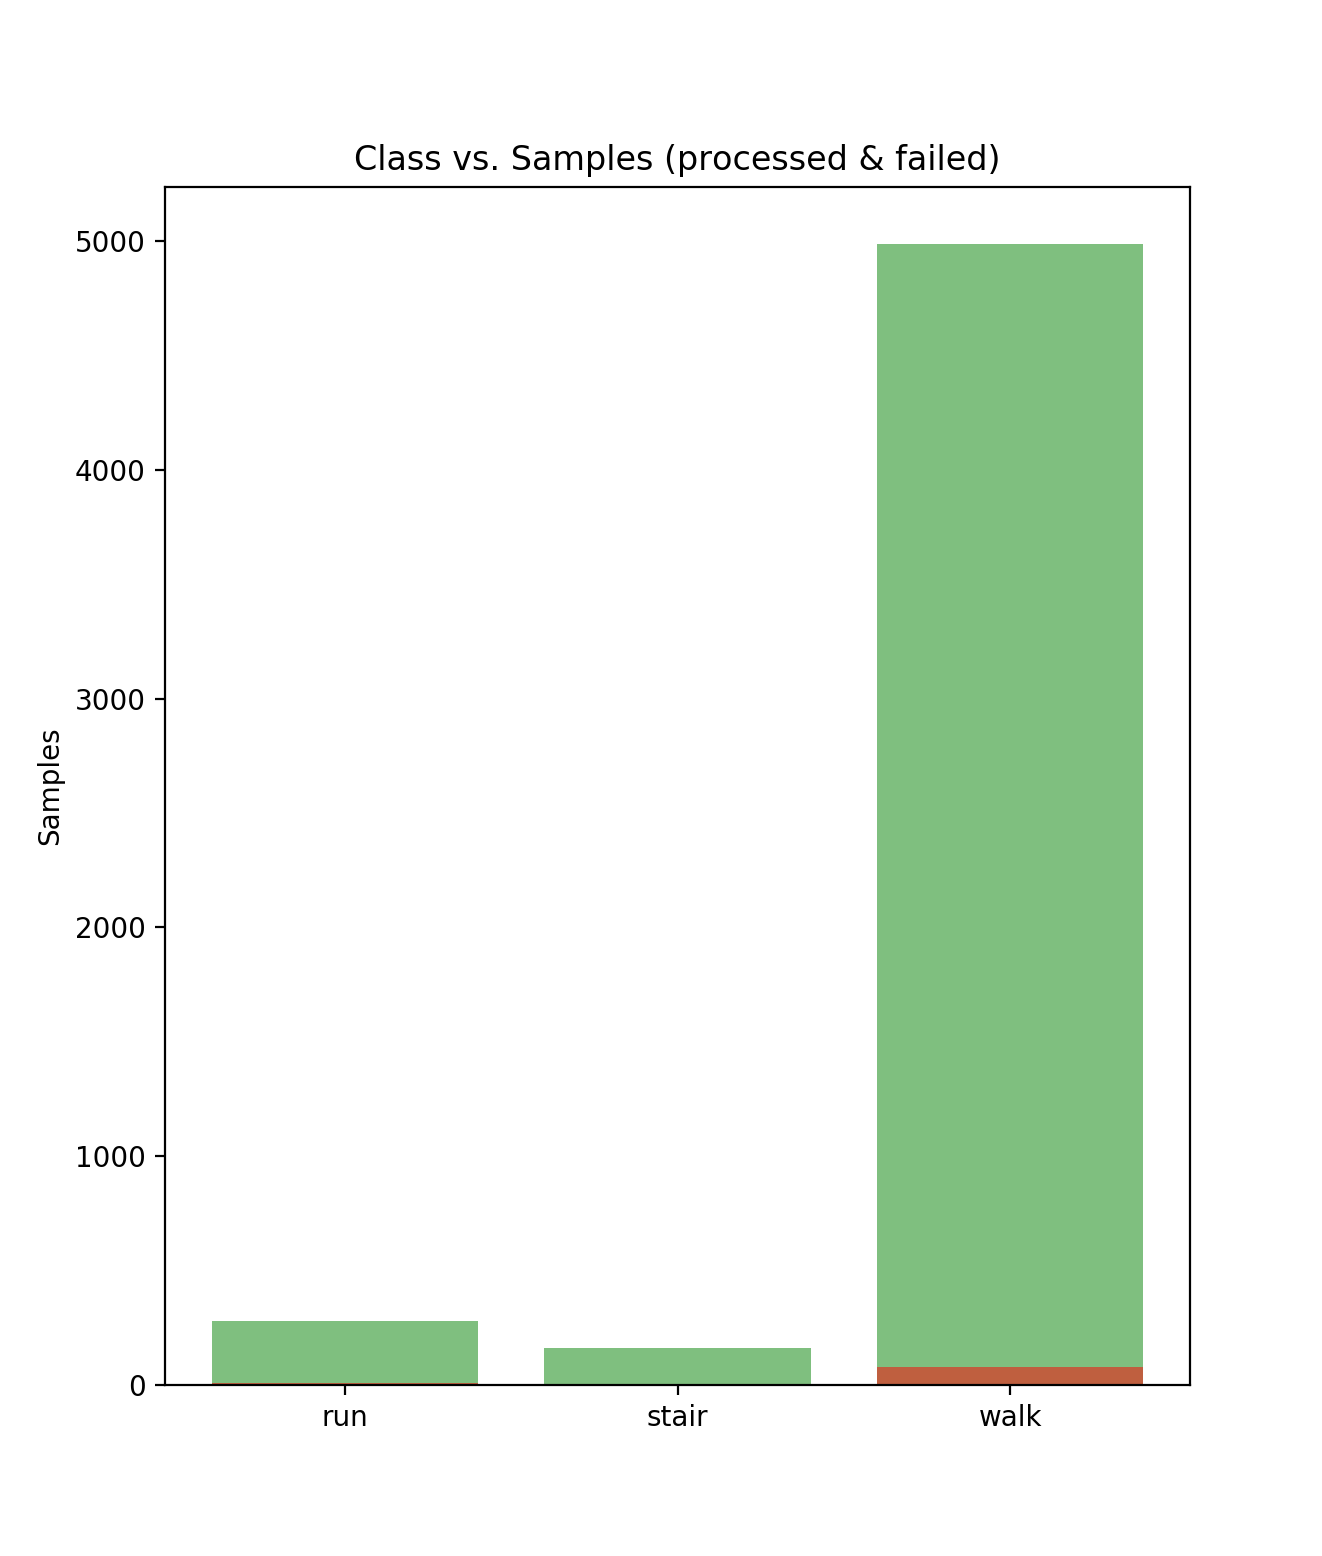 Class vs. Samples (processed & failed)
5000
4000
3000
2000
1000
0
Samples
run
stair
walk